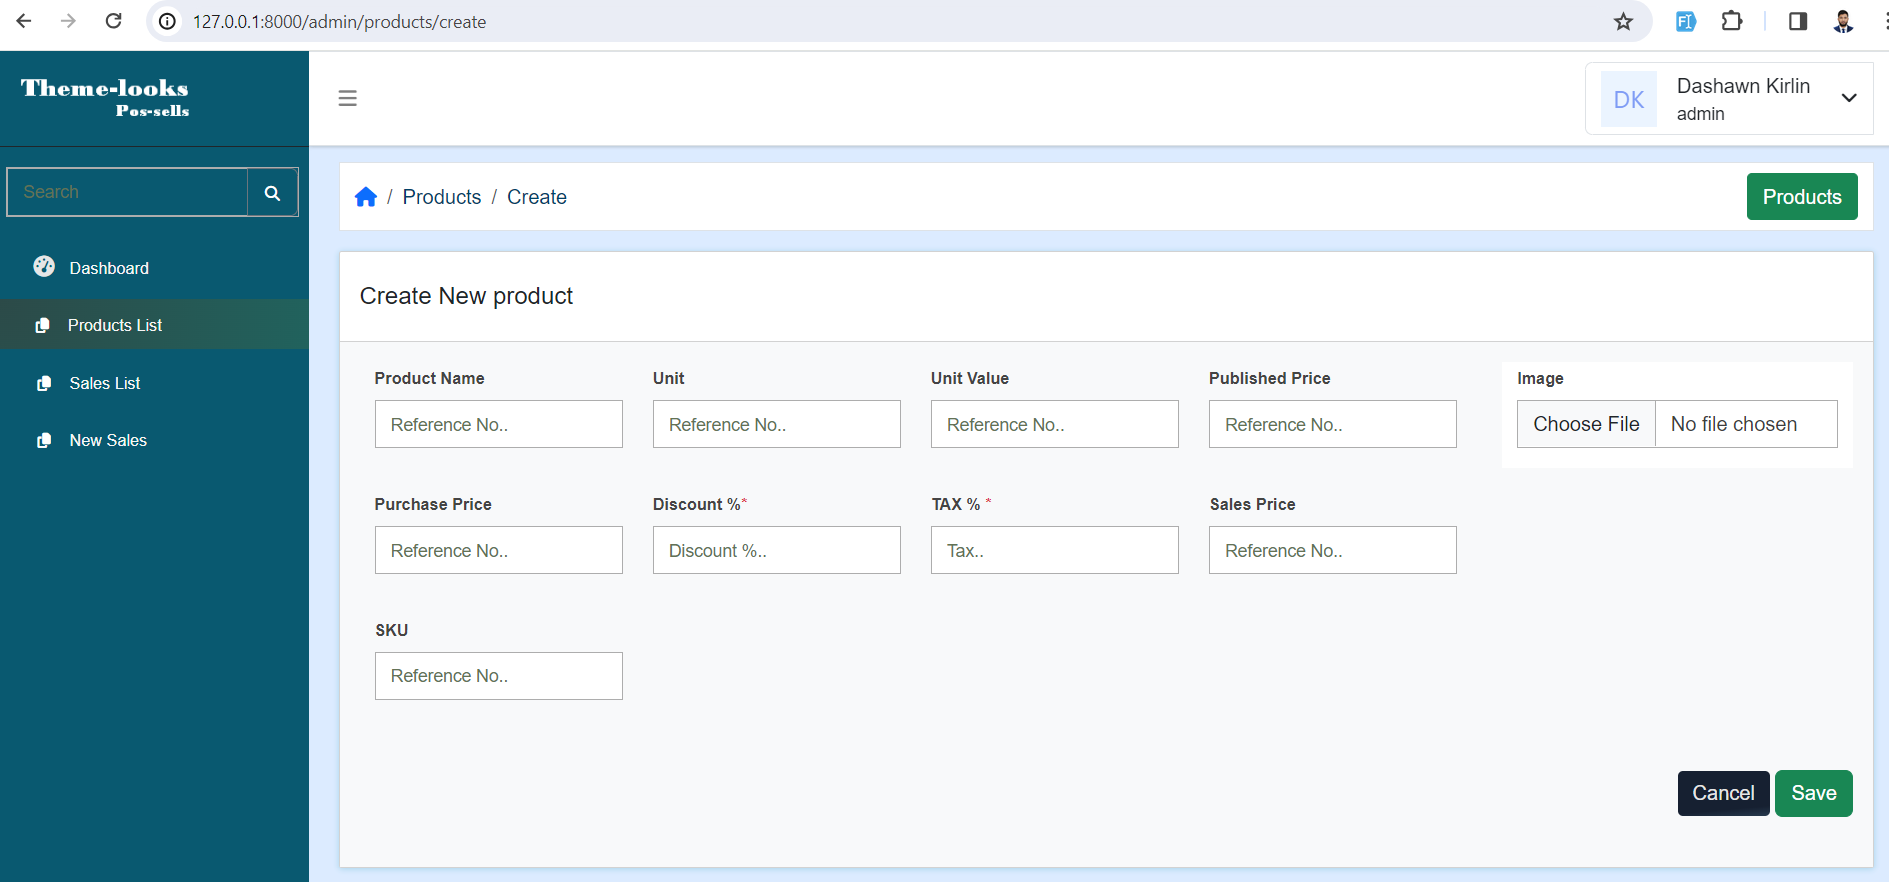 127.0.0.1:8000/admin/products/create
Theme-looks
Pos-sells
DK
Dashawn Kirlin
admin
Search
/ Products / Create
Products
Dashboard
Products List
Sales List
New Sales
Create New product
Product Name
Unit
Unit Value
Published Price
Image
Reference No..
Reference No..
Reference No..
Reference No..
Choose File
No file chosen
Purchase Price
Discount %*
TAX % *
Sales Price
Reference No..
Discount %..
Tax..
Reference No..
SKU
Reference No..
Cancel
Save